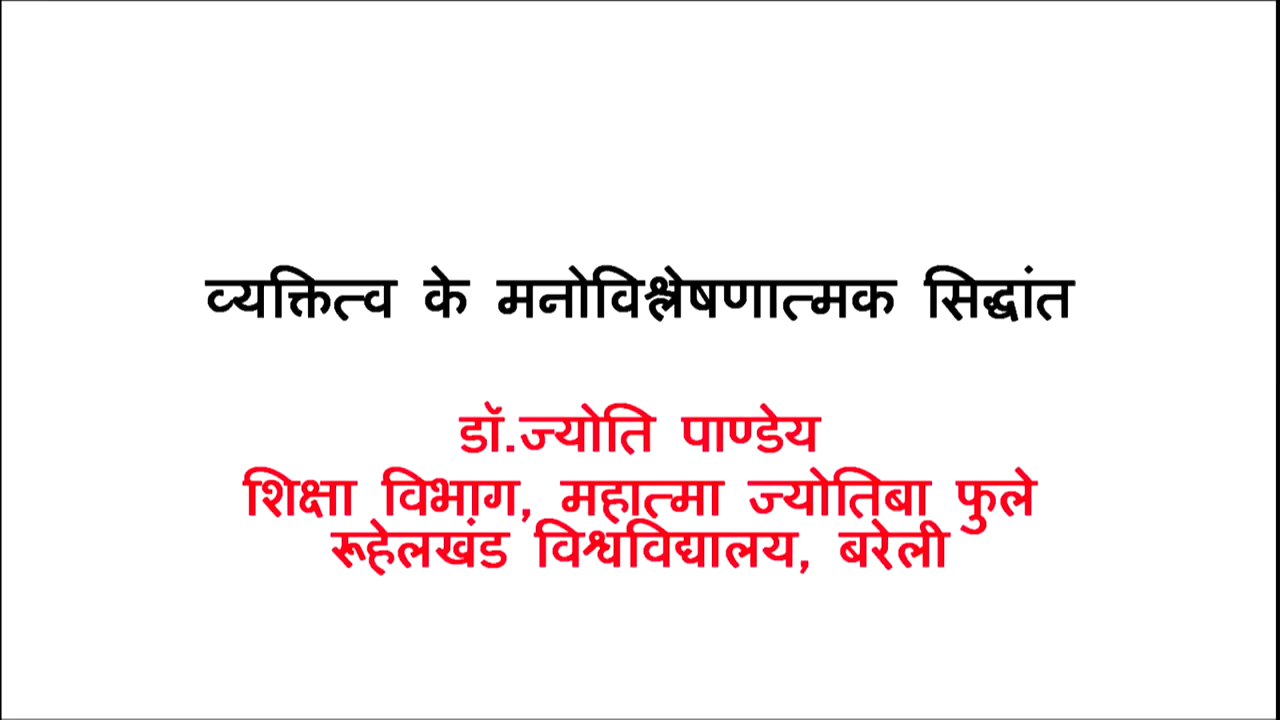 व्यक्तित्व के मनोविश्लेषणात्मक सिद्धांत
डॉ.ज्योति पाण्डेय
शिक्षा विभाग, महात्मा ज्योतिबा फुले
रूहेलखंड विश्वविद्यालय, बरेली